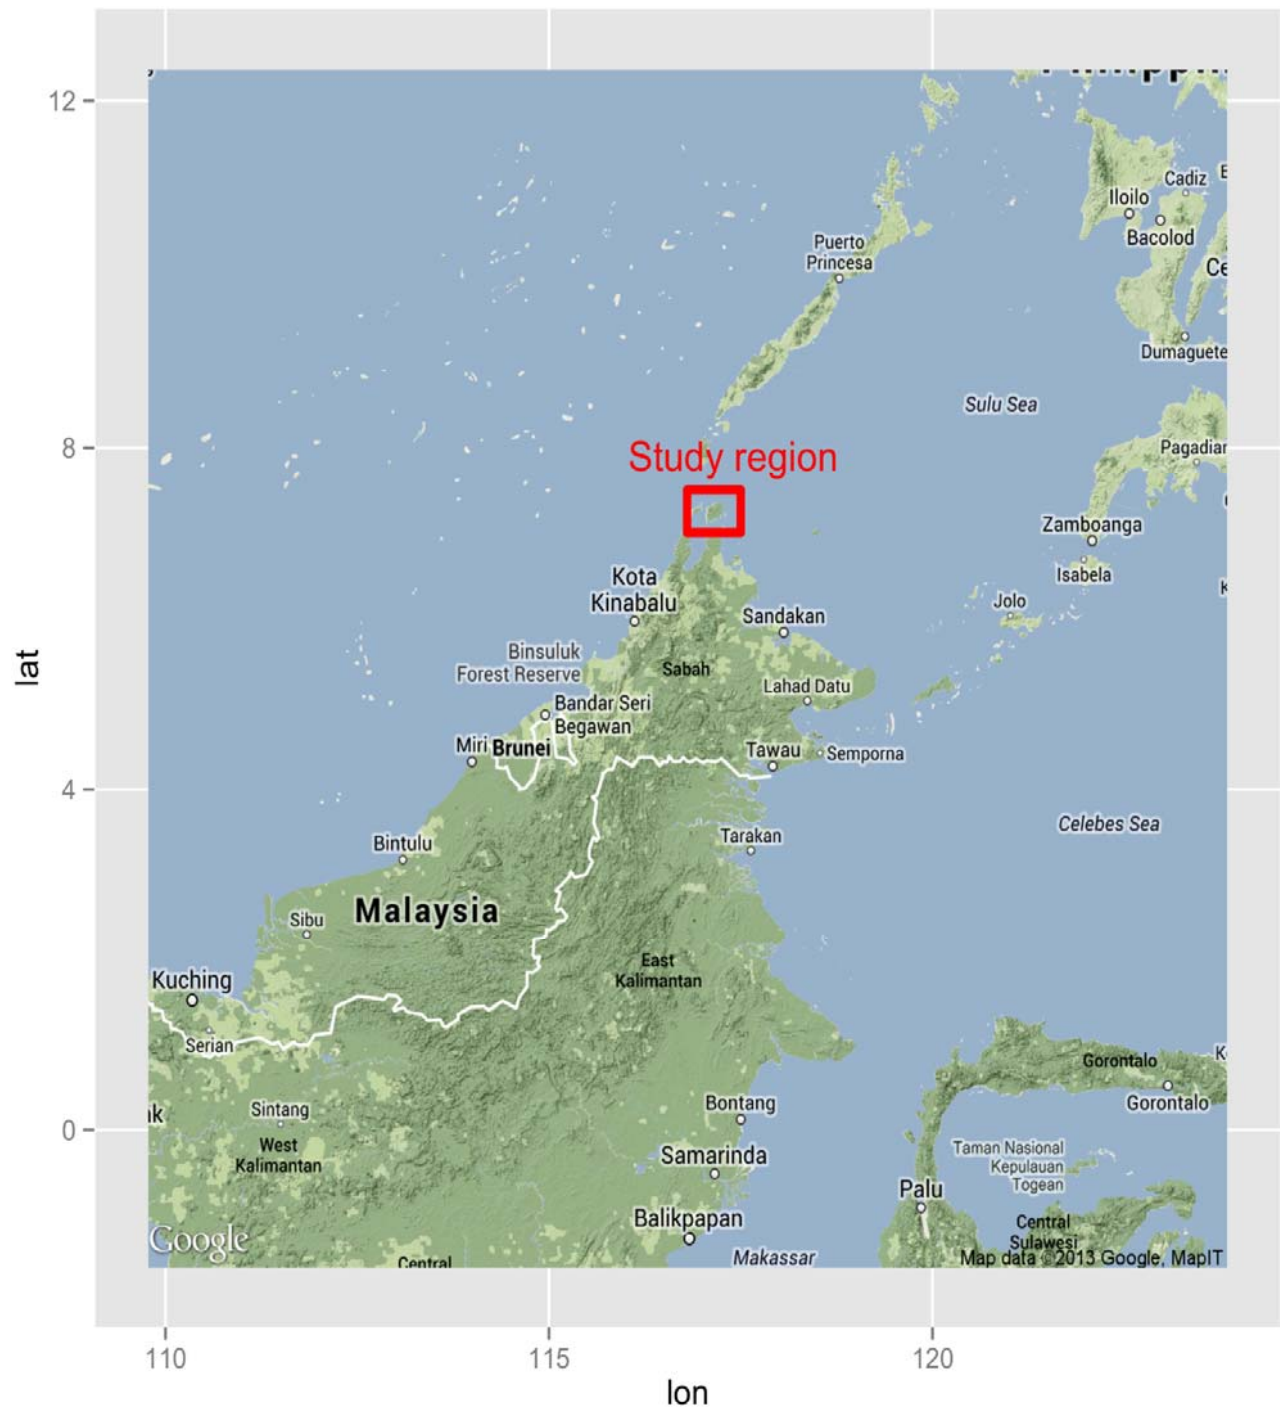 12
8
4
0
lat
110
115
120
lon
Cadiz
Iloilo
Bacolod
Puerto
Princesa
Dumaguete
Sulu Sea
Study region
Zamboanga
Isabela
Jolo
Kota
Kinabalu
Sandakan
Binsuluk
Forest Reserve
Sabah
Lahad Datu
Bandar Seri
Begawan
Miri
Brunei
Tawau
Semporna
Celebes Sea
Tarakan
Bintulu
Malaysia
Sibu
East
Kalimantan
Kuching
Serian
Gorontalo
Gorontalo
Bontang
Sintang
West
Kalimantan
Samarinda
Taman Nasional
Kepulauan
Togean
Palu
Balikpapan
Central
Sulawesi
Makassar
Central
Google
Map data ©2013 Google, MapIT